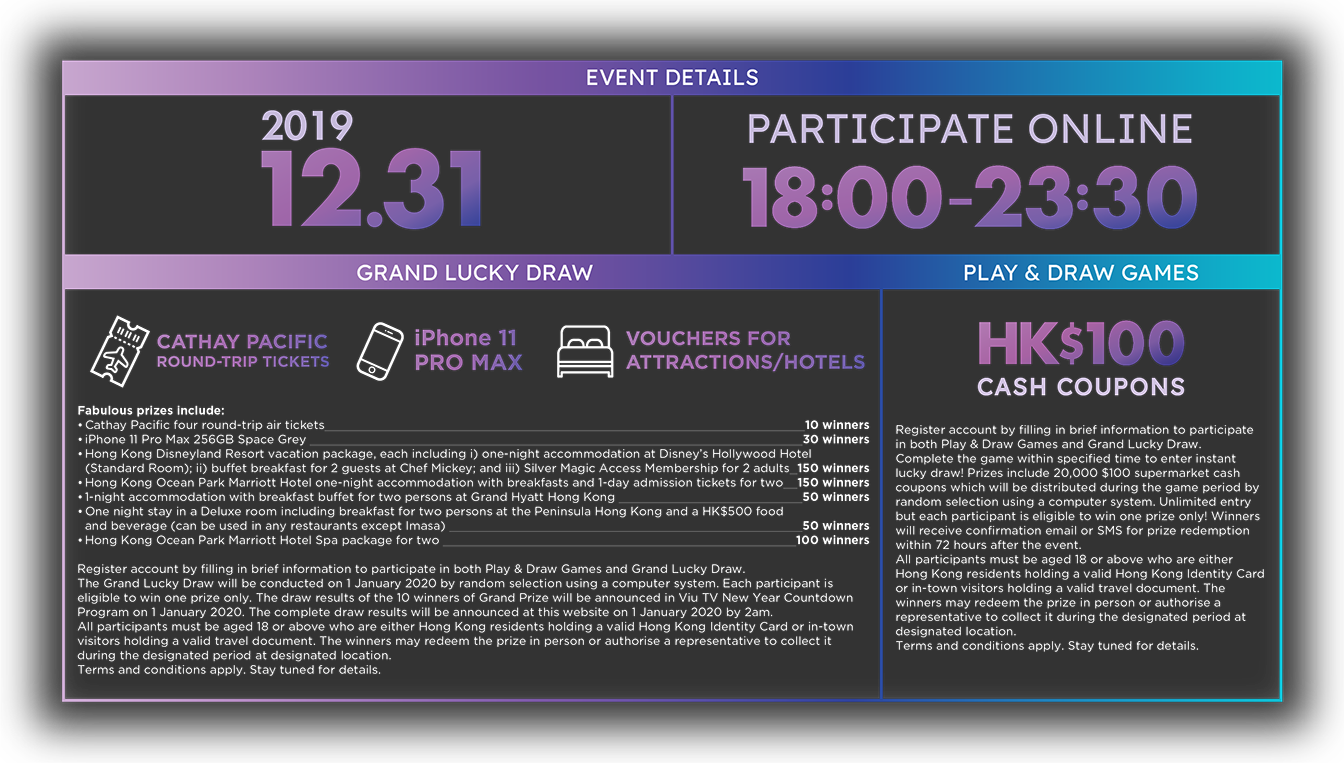 EVENT DETAILS
2019
12.31
PARTICIPATE ONLINE
18:00-23:30
GRAND LUCKY DRAW
CATHAY PACIFIC
ROUND-TRIP TICKETS
iPhone 11
PRO MAX
VOUCHERS FOR
ATTRACTIONS/HOTELS
Fabulous prizes include:
• Cathay Pacific four round-trip air tickets 10 winners
• iPhone 11 Pro Max 256GB Space Grey 30 winners
• Hong Kong Disneyland Resort vacation package, each including i) one-night accommodation at Disney's Hollywood Hotel
(Standard Room); ii) buffet breakfast for 2 guests at Chef Mickey; and iii) Silver Magic Access Membership for 2 adults 150 winners
• Hong Kong Ocean Park Marriott Hotel one-night accommodation with breakfasts and 1-day admission tickets for two 150 winners
• 1-night accommodation with breakfast buffet for two persons at Grand Hyatt Hong Kong 50 winners
• One night stay in a Deluxe room including breakfast for two persons at the Peninsula Hong Kong and a HK$500 food
and beverage (can be used in any restaurants except Imasa) 50 winners
• Hong Kong Ocean Park Marriott Hotel Spa package for two 100 winners
Register account by filling in brief information to participate in both Play & Draw Games and Grand Lucky Draw.
The Grand Lucky Draw will be conducted on 1 January 2020 by random selection using a computer system. Each participant is
eligible to win one prize only. The draw results of the 10 winners of Grand Prize will be announced in Viu TV New Year Countdown
Program on 1 January 2020. The complete draw results will be announced at this website on 1 January 2020 by 2am.
All participants must be aged 18 or above who are either Hong Kong residents holding a valid Hong Kong Identity Card or in-town
visitors holding a valid travel document. The winners may redeem the prize in person or authorise a representative to collect it
during the designated period at designated location.
Terms and conditions apply. Stay tuned for details.
PLAY & DRAW GAMES
HK$100
CASH COUPONS
Register account by filling in brief information to participate
in both Play & Draw Games and Grand Lucky Draw.
Complete the game within specified time to enter instant
lucky draw! Prizes include 20,000 $100 supermarket cash
coupons which will be distributed during the game period by
random selection using a computer system. Unlimited entry
but each participant is eligible to win one prize only! Winners
will receive confirmation email or SMS for prize redemption
within 72 hours after the event.
All participants must be aged 18 or above who are either
Hong Kong residents holding a valid Hong Kong Identity Card
or in-town visitors holding a valid travel document. The
winners may redeem the prize in person or authorise a
representative to collect it during the designated period at
designated location.
Terms and conditions apply. Stay tuned for details.